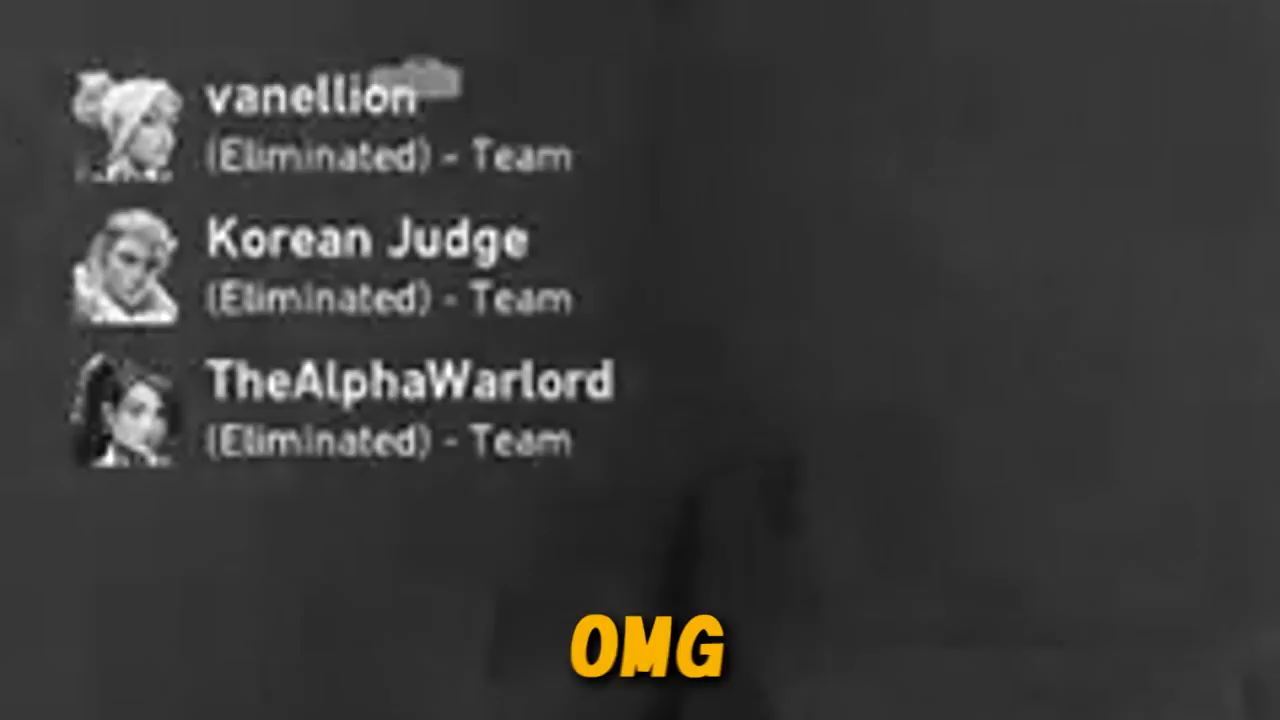 vanellion
(Eliminated) - Team
Korean Judge
(Eliminated) - Team
TheAlphaWarlord
(Eliminated) - Team
OMG